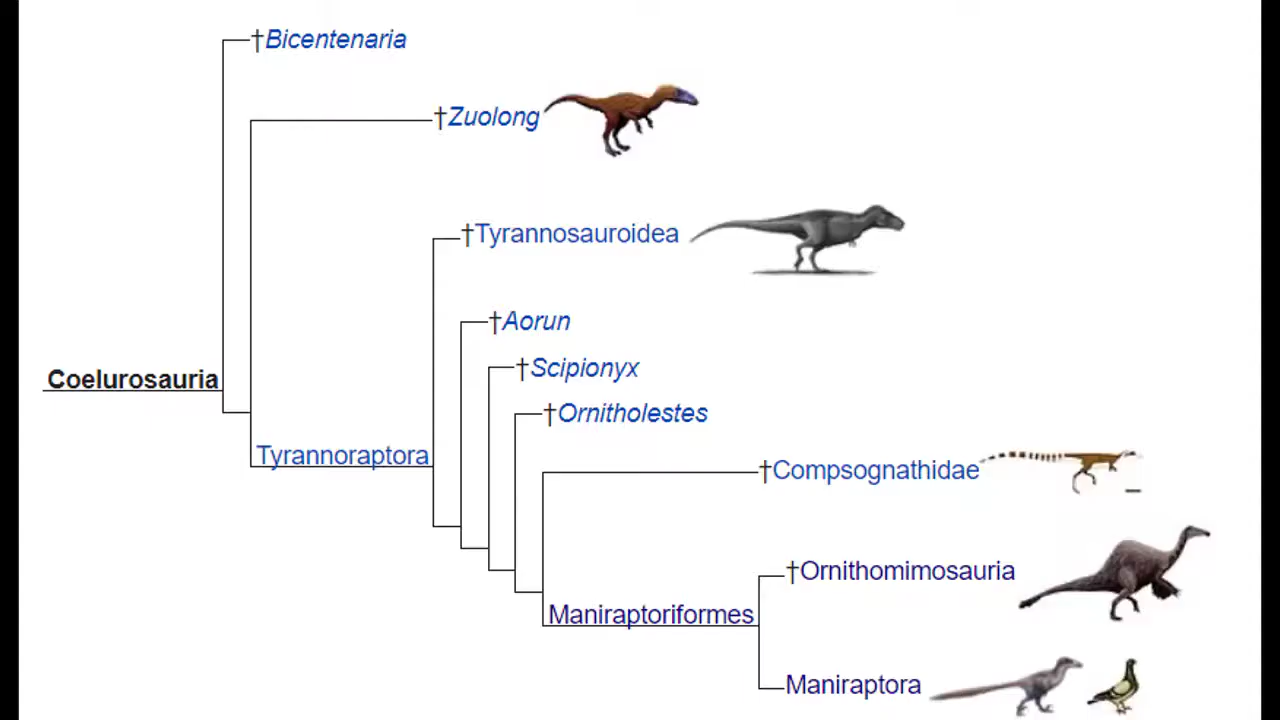 †Bicentenaria
†Zuolong
†Tyrannosauroidea
†Aorun
†Scipionyx
Coelurosauria
†Ornitholestes
Tyrannoraptora
†Compsognathidae
†Ornithomimosauria
Maniraptoriformes
Maniraptora